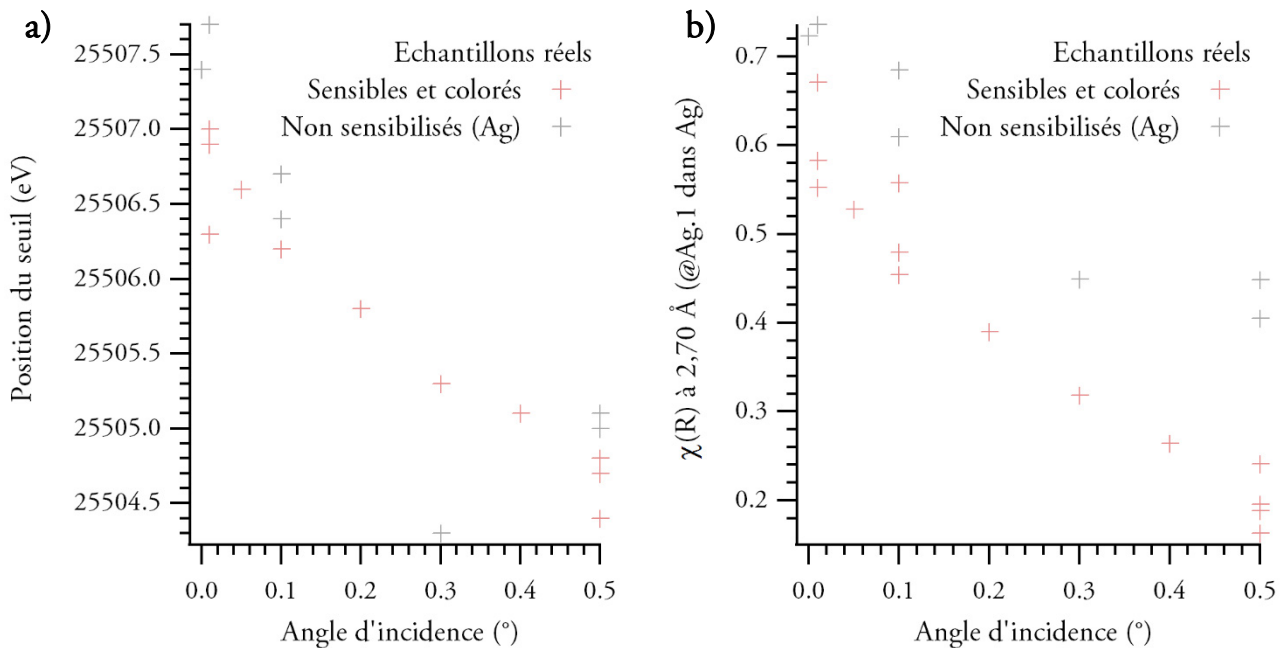 a)
Position du seuil (eV)
25507.5
25507.0
25506.5
25506.0
25505.5
25505.0
25504.5
Echantillons réels
Sensibles et colorés
Non sensibilisés (Ag)
0.0 0.1 0.2 0.3 0.4 0.5
Angle d'incidence (°)
b)
χ(R) à 2,70 Å (@Ag.1 dans Ag)
0.7
0.6
0.5
0.4
0.3
0.2
Echantillons réels
Sensibles et colorés
Non sensibilisés (Ag)
0.0 0.1 0.2 0.3 0.4 0.5
Angle d'incidence (°)